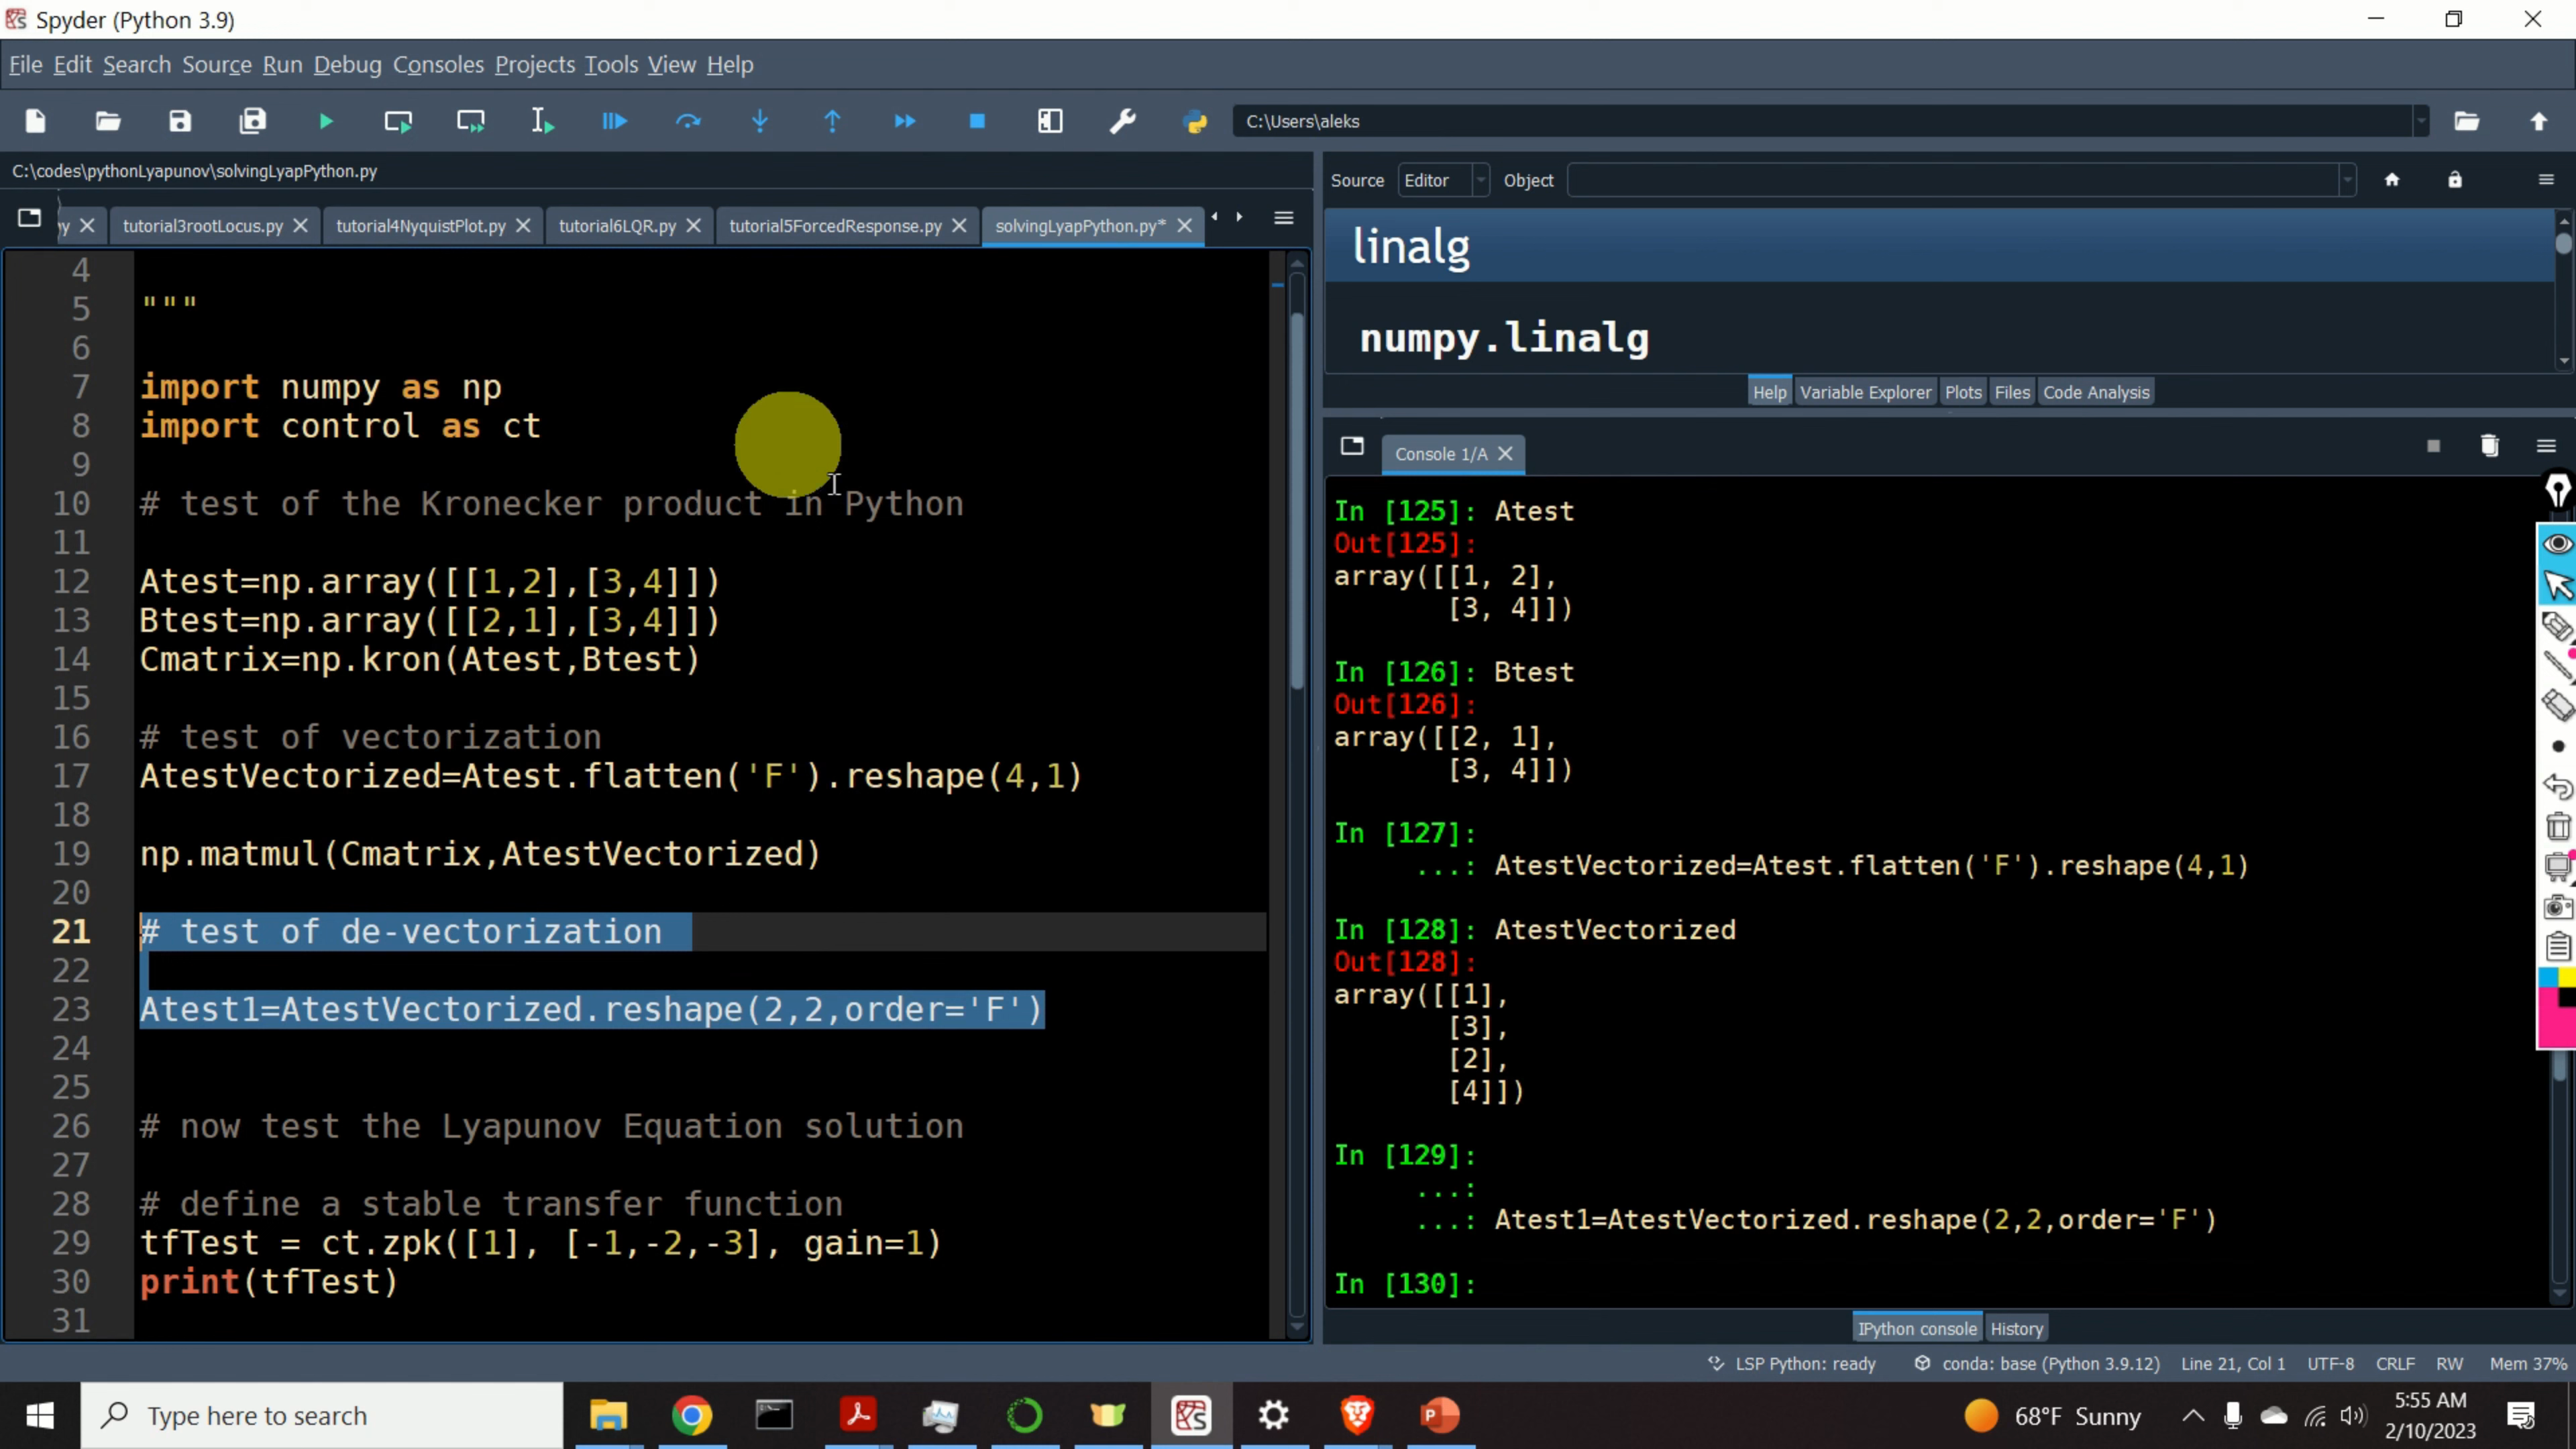 Spyder (Python 3.9)
File Edit Search Source Run Debug Consoles Projects Tools View Help
C:\Users\aleks
C:\codes\pythonLyapunov\solvingLyapPython.py
y tutorial3rootLocus.py tutorial4NyquistPlot.py tutorial6LQR.py tutorial5ForcedResponse.py solvingLyapPython.py*
4
5 """
6
7 import numpy as np
8 import control as ct
9
10 # test of the Kronecker product in Python
11
12 Atest=np.array([[1,2],[3,4]])
13 Btest=np.array([[2,1],[3,4]])
14 Cmatrix=np.kron(Atest,Btest)
15
16 # test of vectorization
17 AtestVectorized=Atest.flatten('F').reshape(4,1)
18
19 np.matmul(Cmatrix,AtestVectorized)
20
21 # test of de-vectorization
22
23 Atest1=AtestVectorized.reshape(2,2,order='F')
24
25
26 # now test the Lyapunov Equation solution
27
28 # define a stable transfer function
29 tfTest = ct.zpk([1], [-1,-2,-3], gain=1)
30 print(tfTest)
31
Source Editor Object
linalg
numpy.linalg
Help Variable Explorer Plots Files Code Analysis
Console 1/A
In [125]: Atest
Out[125]:
array([[1, 2],
[3, 4]])
In [126]: Btest
Out[126]:
array([[2, 1],
[3, 4]])
In [127]:
...: AtestVectorized=Atest.flatten('F').reshape(4,1)
In [128]: AtestVectorized
Out[128]:
array([[1],
[3],
[2],
[4]])
In [129]:
...:
...: Atest1=AtestVectorized.reshape(2,2,order='F')
In [130]:
IPython console History
LSP Python: ready conda: base (Python 3.9.12) Line 21, Col 1 UTF-8 CRLF RW Mem 37%
Type here to search
68°F Sunny
5:55 AM
2/10/2023